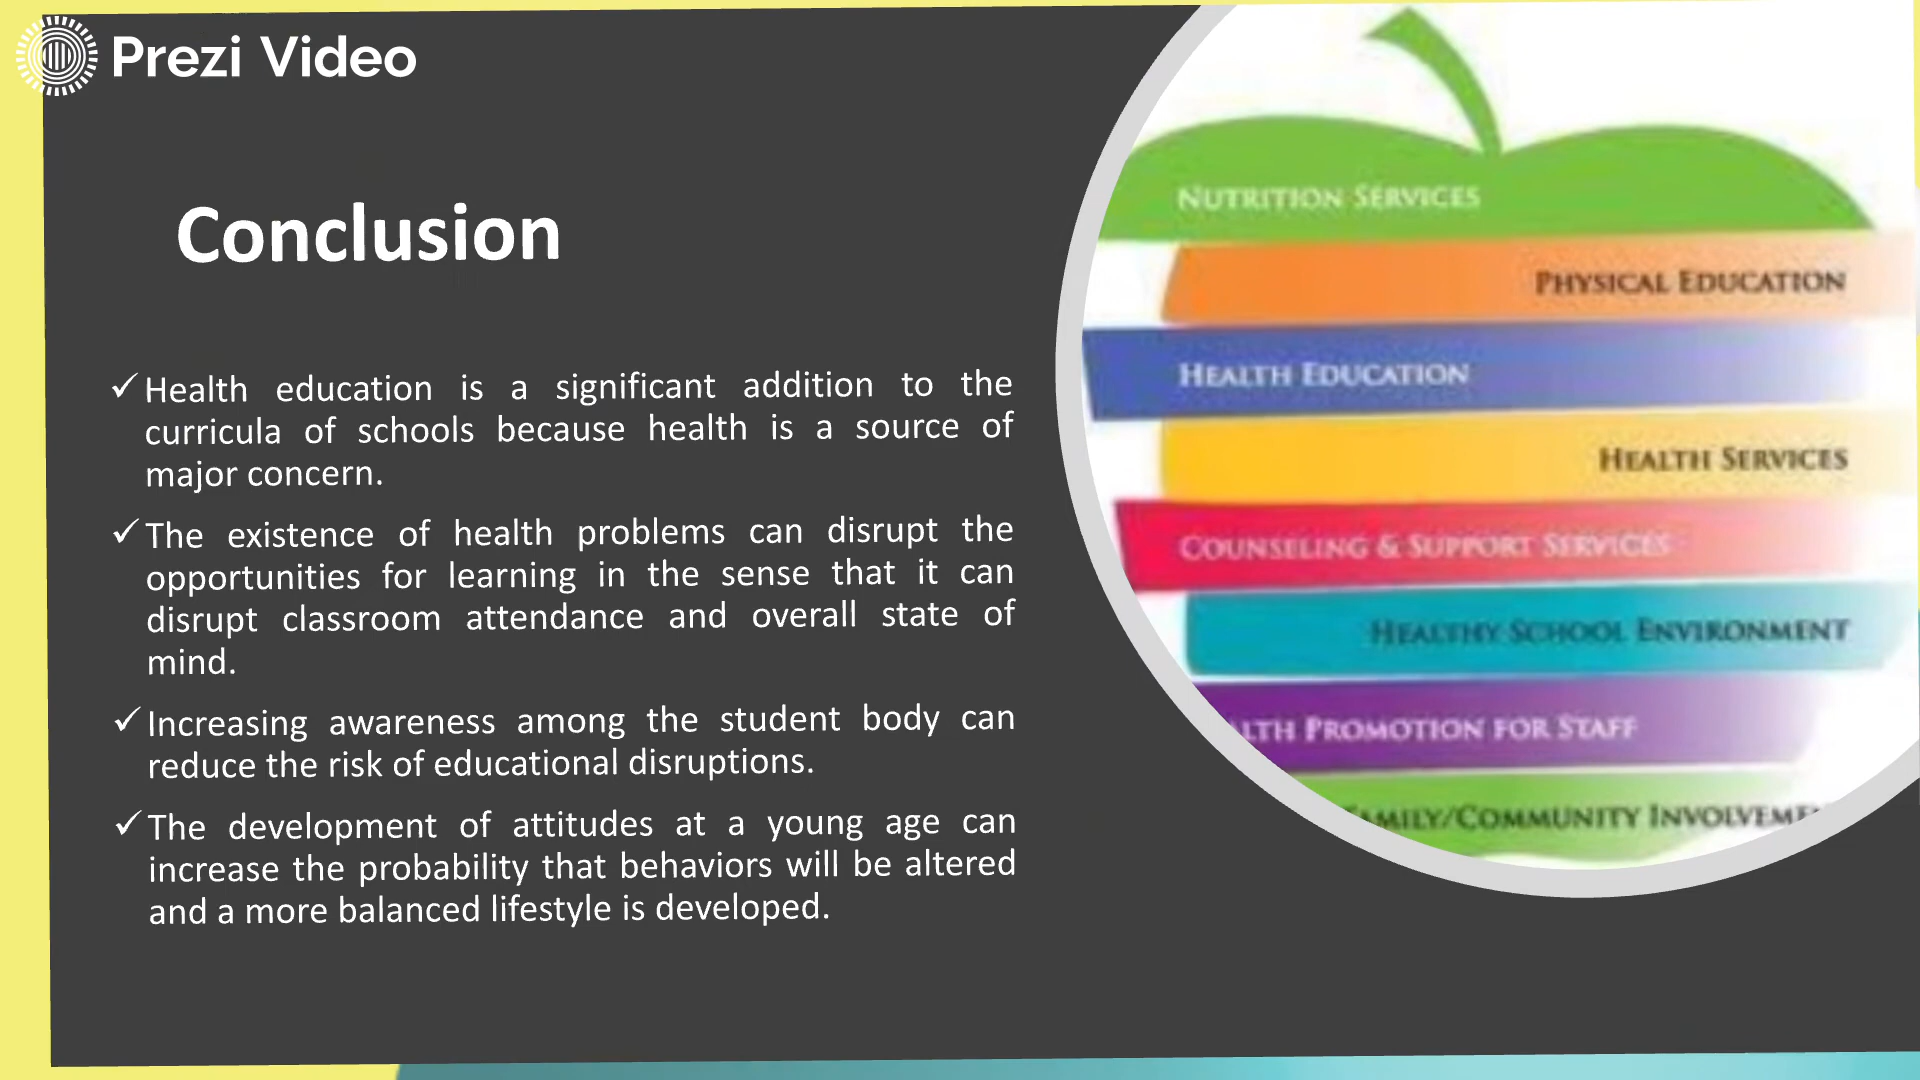 Prezi Video
Conclusion
✓Health education is a significant addition to the
curricula of schools because health is a source of
major concern.
✓The existence of health problems can disrupt the
opportunities for learning in the sense that it can
disrupt classroom attendance and overall state of
mind.
✓Increasing awareness among the student body can
reduce the risk of educational disruptions.
✓The development of attitudes at a young age can
increase the probability that behaviors will be altered
and a more balanced lifestyle is developed.
NUTRITION SERVICES
PHYSICAL EDUCATION
HEALTH EDUCATION
HEALTH SERVICES
COUNSELING & SUPPORT SERVICES
HEALTHY SCHOOL ENVIRONMENT
LTH PROMOTION FOR STAFF
AMILY/COMMUNITY INVOLVEME